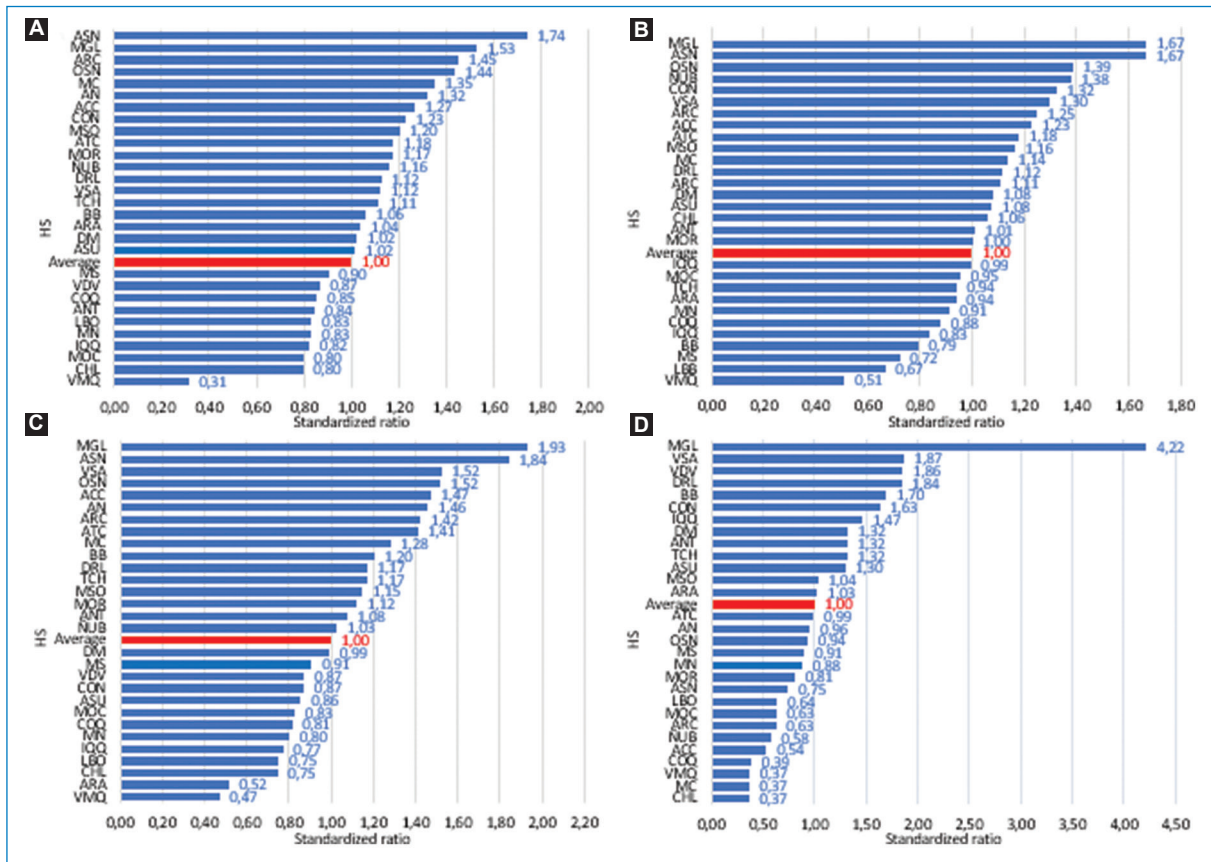 A
ASN 1,74
MGL 1,53
ARC 1,45
OSN 1,44
MC 1,35
AN 1,32
ACC 1,27
CON 1,23
MSO 1,20
ATC 1,18
MOR 1,17
NUB 1,16
DRL 1,12
VSA 1,12
TCH 1,11
BB 1,06
ARA 1,04
DM 1,02
ASU 1,02
Average 1,00
MS 0,90
VDV 0,87
COQ 0,85
ANT 0,84
LBO 0,83
MN 0,83
IQQ 0,82
MOC 0,80
CHL 0,80
VMQ 0,31
HS
0,00 0,20 0,40 0,60 0,80 1,00 1,20 1,40 1,60 1,80 2,00
Standardized ratio
B
MGL 1,67
ASN 1,67
OSN 1,39
NUB 1,38
CON 1,32
VSA 1,30
ARC 1,25
ACC 1,23
ATC 1,18
MSO 1,16
MC 1,14
DRL 1,12
ARC 1,11
DM 1,08
ASU 1,08
CHL 1,06
ANT 1,01
MOR 1,00
Average 1,00
IQQ 0,99
MOC 0,95
TCH 0,94
ARA 0,94
MN 0,91
COQ 0,88
IQQ 0,83
BB 0,79
MS 0,72
LBB 0,67
VMQ 0,51
HS
0,00 0,20 0,40 0,60 0,80 1,00 1,20 1,40 1,60 1,80
Standardized ratio
C
MGL 1,93
ASN 1,84
VSA 1,52
OSN 1,52
ACC 1,47
AN 1,46
ARC 1,42
ATC 1,41
MC 1,28
BB 1,20
DRL 1,17
TCH 1,17
MSO 1,15
MOR 1,12
ANT 1,08
NUB 1,03
Average 1,00
DM 0,99
MS 0,91
VDV 0,87
CON 0,87
ASU 0,86
MOC 0,83
COQ 0,81
MN 0,80
IQQ 0,77
LBO 0,75
CHL 0,75
ARA 0,52
VMQ 0,47
HS
0,00 0,20 0,40 0,60 0,80 1,00 1,20 1,40 1,60 1,80 2,00 2,20
Standardized ratio
D
MGL 4,22
VSA 1,87
VDV 1,86
DRL 1,84
BB 1,70
CON 1,63
IQQ 1,47
DM 1,32
ANT 1,32
TCH 1,32
ASU 1,30
MSO 1,04
ARA 1,03
Average 1,00
ATC 0,99
AN 0,96
OSN 0,94
MS 0,91
MN 0,88
MOR 0,81
ASN 0,75
LBO 0,64
MOC 0,63
ARC 0,63
NUB 0,58
ACC 0,54
COQ 0,39
VMQ 0,37
MC 0,37
CHL 0,37
HS
0,00 0,50 1,00 1,50 2,00 2,50 3,00 3,50 4,00 4,50
Standardized ratio